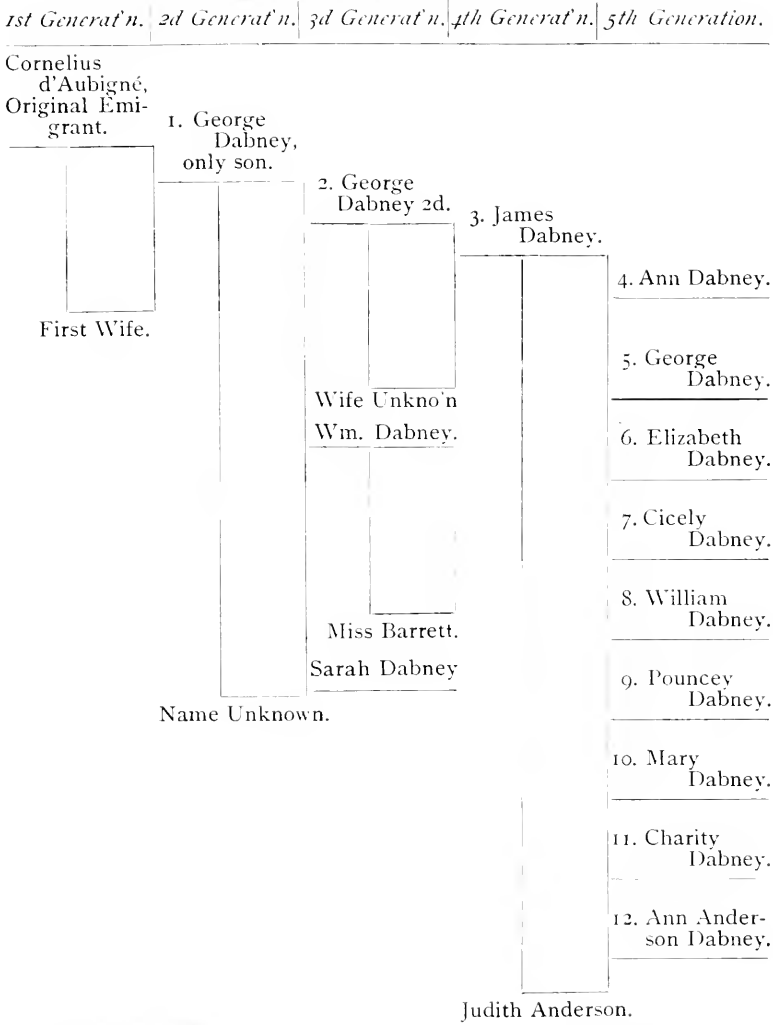 1st Generat'n. 2d Generat'n. 3d Generat'n. 4th Generat'n. 5th Generation.
Cornelius
d'Aubigné,
Original Emi-
grant.
First Wife.
1. George
Dabney,
only son.
Name Unknown.
2. George
Dabney 2d.
Wife Unkno'n
Wm. Dabney.
Miss Barrett.
Sarah Dabney
3. James
Dabney.
Judith Anderson.
4. Ann Dabney.
5. George
Dabney.
6. Elizabeth
Dabney.
7. Cicely
Dabney.
8. William
Dabney.
9. Pouncey
Dabney.
10. Mary
Dabney.
11. Charity
Dabney.
12. Ann Ander-
son Dabney.